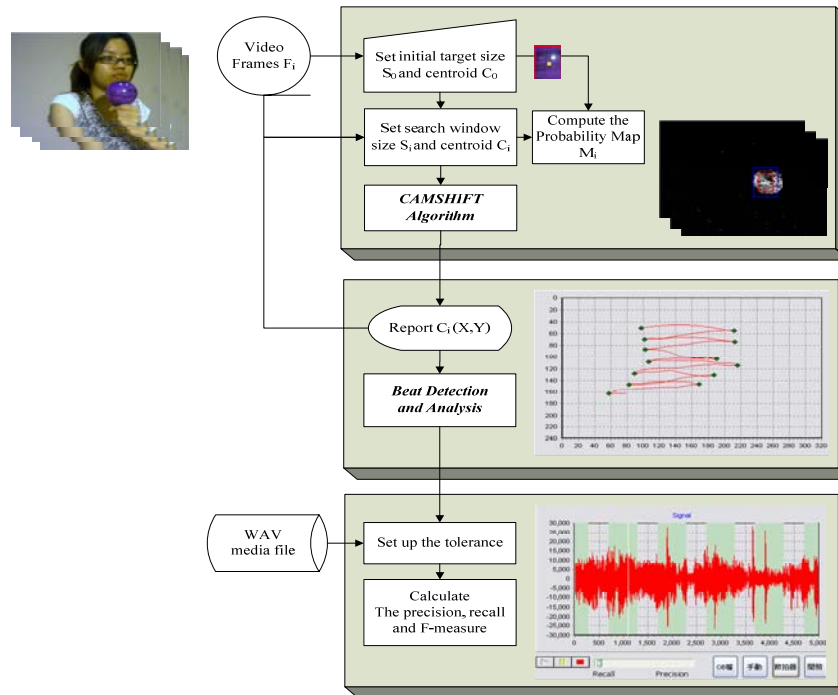 Video
Frames Fi
Set initial target size
S0 and centroid C0
Set search window
size Si and centroid Ci
Compute the
Probability Map
Mi
CAMSHIFT
Algorithm
Report Ci (X,Y)
Beat Detection
and Analysis
0
20
40
60
80
100
120
140
160
180
200
220
240
0 20 40 60 80 100 120 140 160 180 200 220 240 260 280 300 320
WAV
media file
Set up the tolerance
Calculate
The precision, recall
and F-measure
Signal
30,000
25,000
20,000
15,000
10,000
5,000
0
-5,000
-10,000
-15,000
-20,000
-25,000
-30,000
0 500 1,000 1,500 2,000 2,500 3,000 3,500 4,000 4,500 5,000
Recall Precision
手動